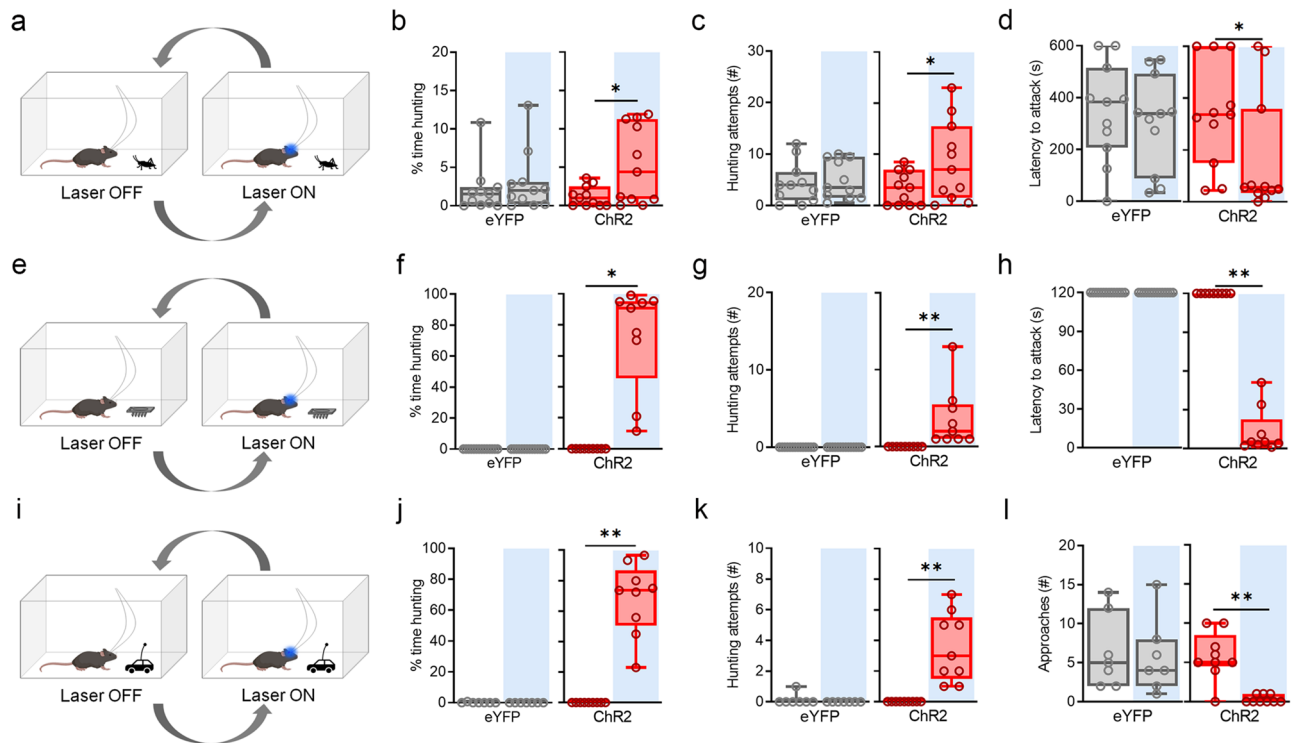 a
Laser OFF
Laser ON
b
% time hunting
20
15
10
5
0
*
eYFP
ChR2
c
Hunting attempts (#)
30
20
10
0
*
eYFP
ChR2
d
Latency to attack (s)
600
400
200
0
*
eYFP
ChR2
e
Laser OFF
Laser ON
f
% time hunting
100
80
60
40
20
0
*
eYFP
ChR2
g
Hunting attempts (#)
20
10
0
**
eYFP
ChR2
h
Latency to attack (s)
120
90
60
30
0
**
eYFP
ChR2
i
Laser OFF
Laser ON
j
% time hunting
100
80
60
40
20
0
**
eYFP
ChR2
k
Hunting attempts (#)
10
8
6
4
2
0
**
eYFP
ChR2
l
Approaches (#)
20
15
10
5
0
**
eYFP
ChR2